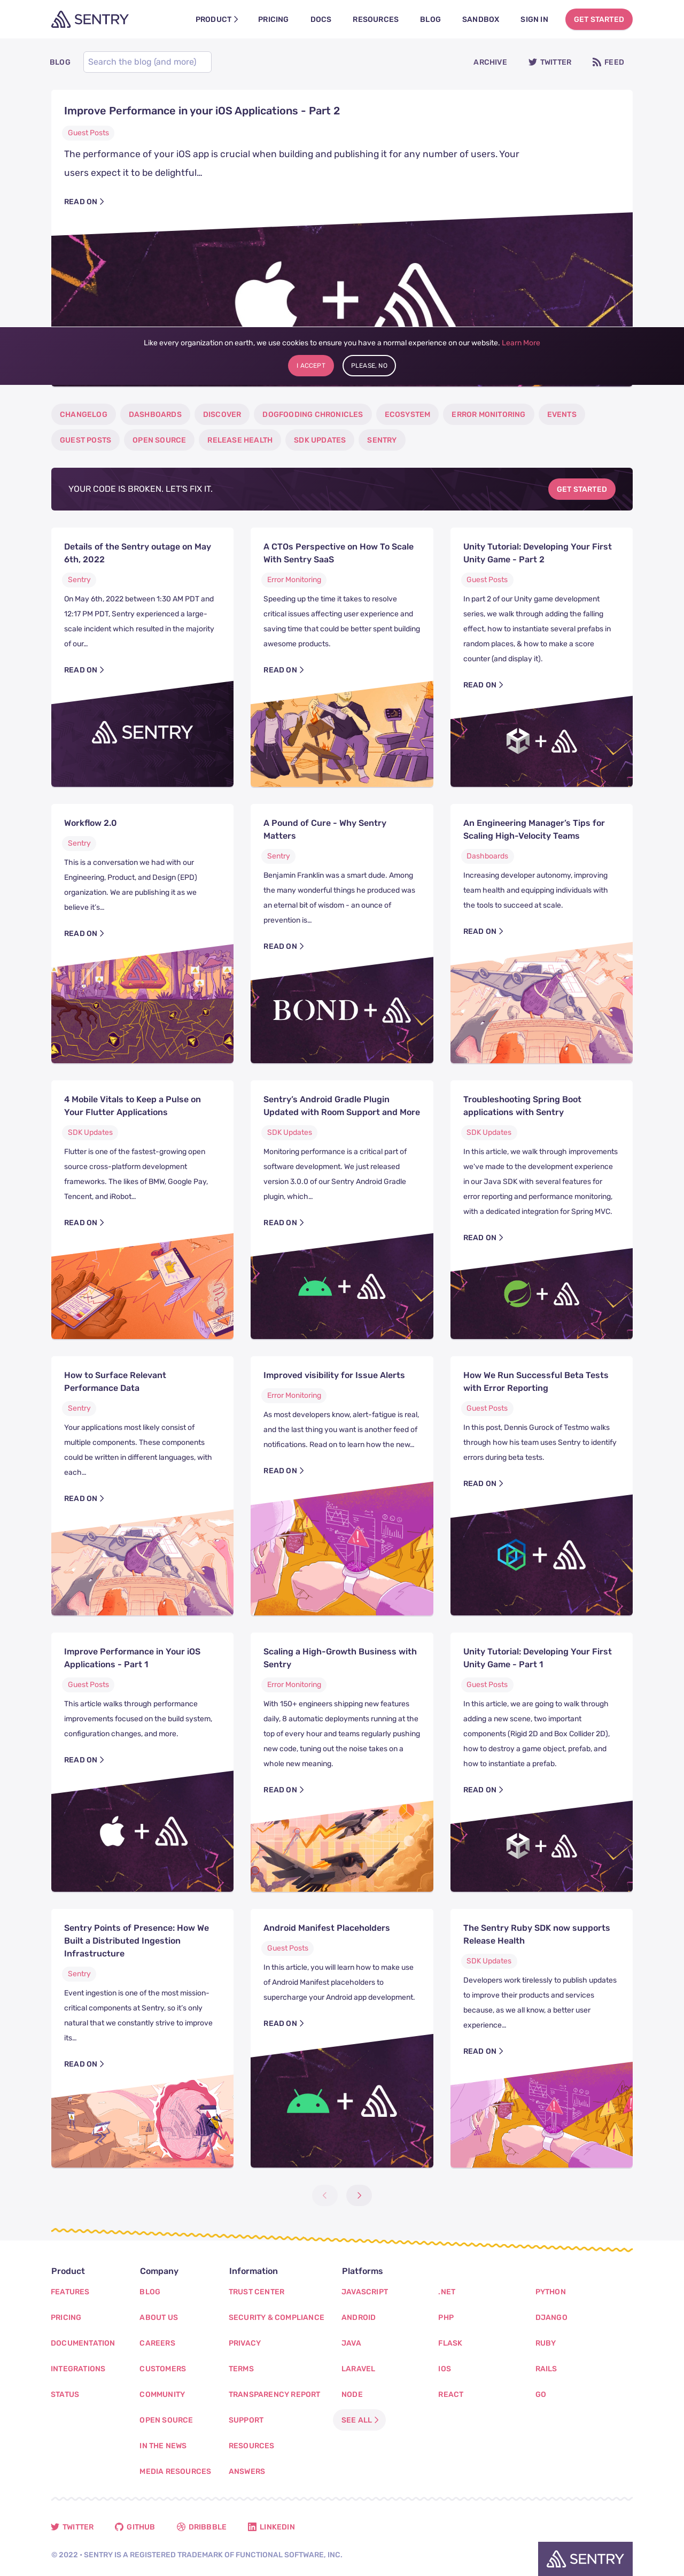 SENTRY
PRODUCT
PRICING
DOCS
RESOURCES
BLOG
SANDBOX
SIGN IN
GET STARTED
BLOG
Search the blog (and more)
ARCHIVE
TWITTER
FEED
Improve Performance in your iOS Applications - Part 2
Guest Posts
The performance of your iOS app is crucial when building and publishing it for any number of users. Your
users expect it to be delightful…
READ ON
Like every organization on earth, we use cookies to ensure you have a normal experience on our website. Learn More
I ACCEPT
PLEASE, NO
CHANGELOG
DASHBOARDS
DISCOVER
DOGFOODING CHRONICLES
ECOSYSTEM
ERROR MONITORING
EVENTS
GUEST POSTS
OPEN SOURCE
RELEASE HEALTH
SDK UPDATES
SENTRY
YOUR CODE IS BROKEN. LET'S FIX IT.
GET STARTED
Details of the Sentry outage on May
6th, 2022
Sentry
On May 6th, 2022 between 1:30 AM PDT and
12:17 PM PDT, Sentry experienced a large-
scale incident which resulted in the majority
of our…
READ ON
SENTRY
A CTOs Perspective on How To Scale
With Sentry SaaS
Error Monitoring
Speeding up the time it takes to resolve
critical issues affecting user experience and
saving time that could be better spent building
awesome products.
READ ON
Unity Tutorial: Developing Your First
Unity Game - Part 2
Guest Posts
In part 2 of our Unity game development
series, we walk through adding the falling
effect, how to instantiate several prefabs in
random places, & how to make a score
counter (and display it).
READ ON
Workflow 2.0
Sentry
This is a conversation we had with our
Engineering, Product, and Design (EPD)
organization. We are publishing it as we
believe it's…
READ ON
A Pound of Cure - Why Sentry
Matters
Sentry
Benjamin Franklin was a smart dude. Among
the many wonderful things he produced was
an eternal bit of wisdom - an ounce of
prevention is…
READ ON
BOND +
An Engineering Manager's Tips for
Scaling High-Velocity Teams
Dashboards
Increasing developer autonomy, improving
team health and equipping individuals with
the tools to succeed at scale.
READ ON
4 Mobile Vitals to Keep a Pulse on
Your Flutter Applications
SDK Updates
Flutter is one of the fastest-growing open
source cross-platform development
frameworks. The likes of BMW, Google Pay,
Tencent, and iRobot…
READ ON
Sentry's Android Gradle Plugin
Updated with Room Support and More
SDK Updates
Monitoring performance is a critical part of
software development. We just released
version 3.0.0 of our Sentry Android Gradle
plugin, which…
READ ON
Troubleshooting Spring Boot
applications with Sentry
SDK Updates
In this article, we walk through improvements
we've made to the development experience
in our Java SDK with several features for
error reporting and performance monitoring,
with a dedicated integration for Spring MVC.
READ ON
How to Surface Relevant
Performance Data
Sentry
Your applications most likely consist of
multiple components. These components
could be written in different languages, with
each…
READ ON
Improved visibility for Issue Alerts
Error Monitoring
As most developers know, alert-fatigue is real,
and the last thing you want is another feed of
notifications. Read on to learn how the new…
READ ON
How We Run Successful Beta Tests
with Error Reporting
Guest Posts
In this post, Dennis Gurock of Testmo walks
through how his team uses Sentry to identify
errors during beta tests.
READ ON
Improve Performance in Your iOS
Applications - Part 1
Guest Posts
This article walks through performance
improvements focused on the build system,
configuration changes, and more.
READ ON
Scaling a High-Growth Business with
Sentry
Error Monitoring
With 150+ engineers shipping new features
daily, 8 automatic deployments running at the
top of every hour and teams regularly pushing
new code, tuning out the noise takes on a
whole new meaning.
READ ON
Unity Tutorial: Developing Your First
Unity Game - Part 1
Guest Posts
In this article, we are going to walk through
adding a new scene, two important
components (Rigid 2D and Box Collider 2D),
how to destroy a game object, prefab, and
how to instantiate a prefab.
READ ON
Sentry Points of Presence: How We
Built a Distributed Ingestion
Infrastructure
Sentry
Event ingestion is one of the most mission-
critical components at Sentry, so it's only
natural that we constantly strive to improve
its…
READ ON
Android Manifest Placeholders
Guest Posts
In this article, you will learn how to make use
of Android Manifest placeholders to
supercharge your Android app development.
READ ON
The Sentry Ruby SDK now supports
Release Health
SDK Updates
Developers work tirelessly to publish updates
to improve their products and services
because, as we all know, a better user
experience…
READ ON
Product
FEATURES
PRICING
DOCUMENTATION
INTEGRATIONS
STATUS
Company
BLOG
ABOUT US
CAREERS
CUSTOMERS
COMMUNITY
OPEN SOURCE
IN THE NEWS
MEDIA RESOURCES
Information
TRUST CENTER
SECURITY & COMPLIANCE
PRIVACY
TERMS
TRANSPARENCY REPORT
SUPPORT
RESOURCES
ANSWERS
Platforms
JAVASCRIPT
ANDROID
JAVA
LARAVEL
NODE
SEE ALL
.NET
PHP
FLASK
IOS
REACT
PYTHON
DJANGO
RUBY
RAILS
GO
TWITTER
GITHUB
DRIBBBLE
LINKEDIN
© 2022 • SENTRY IS A REGISTERED TRADEMARK OF FUNCTIONAL SOFTWARE, INC.
SENTRY